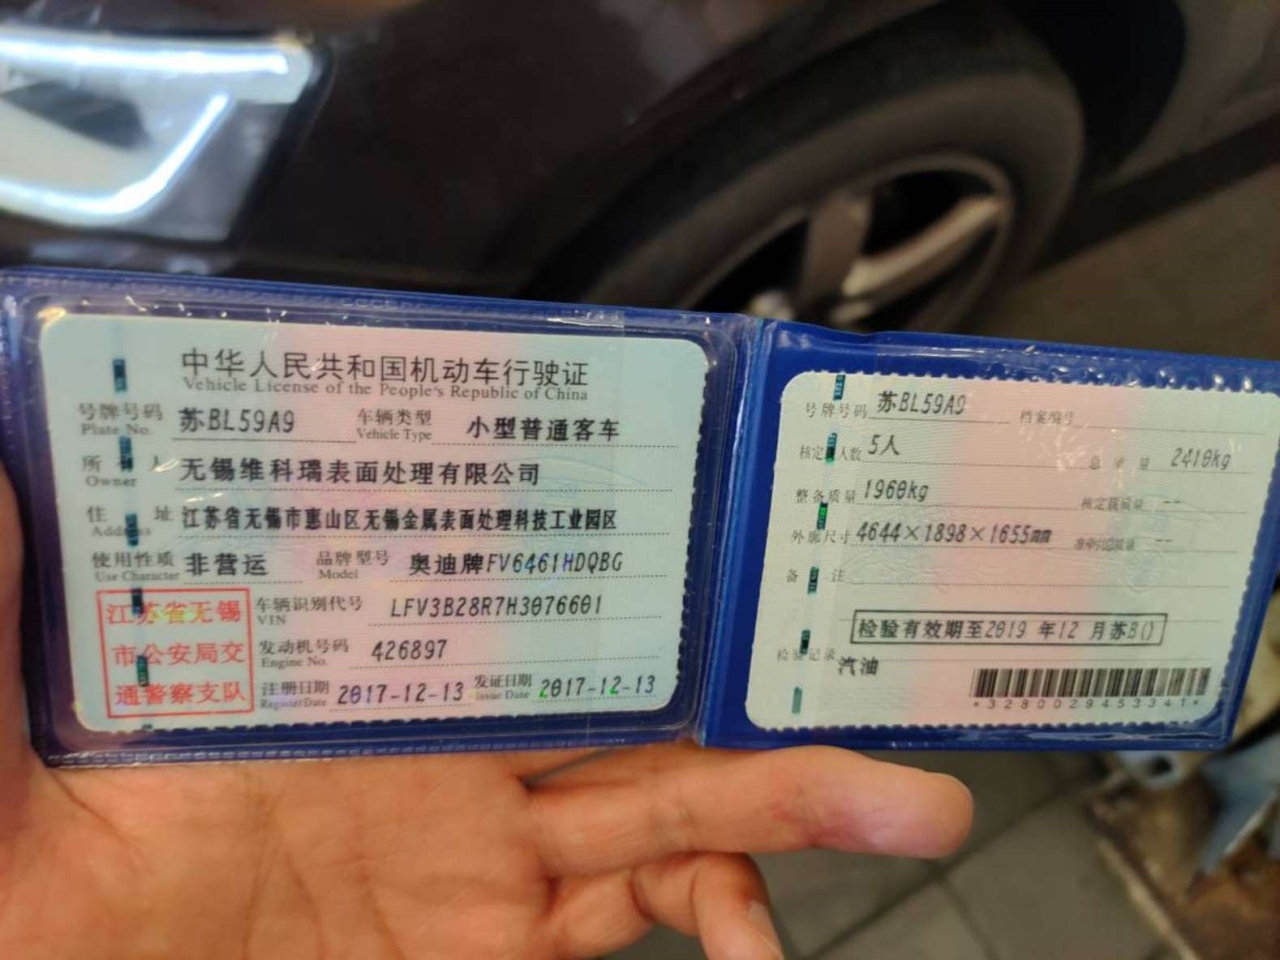 中华人民共和国机动车行驶证
Vehicle License of the People's Republic of China
号牌号码 苏BL59A9 车辆类型 小型普通客车
Plate No. Vehicle Type
所 有 人 无锡维科瑞表面处理有限公司
Owner
住 址 江苏省无锡市惠山区无锡金属表面处理科技工业园区
Address
使用性质 非营运 品牌型号 奥迪牌FV6461HDQBG
Use Character Model
江苏省无锡
市公安局交
通警察支队
车辆识别代号 LFV3B28R7H3076601
VIN
发动机号码 426897
Engine No.
注册日期 2017-12-13 发证日期 2017-12-13
Register Date Issue Date
号牌号码 苏BL59A9 档案编号
核定载人数 5人 总质量 2410kg
整备质量 1960kg 核定载质量 --
外廓尺寸 4644×1898×1655mm 准牵引总质量 --
备 注
检验有效期至2019 年12 月苏B()
检验记录 汽油
*3280029453341*